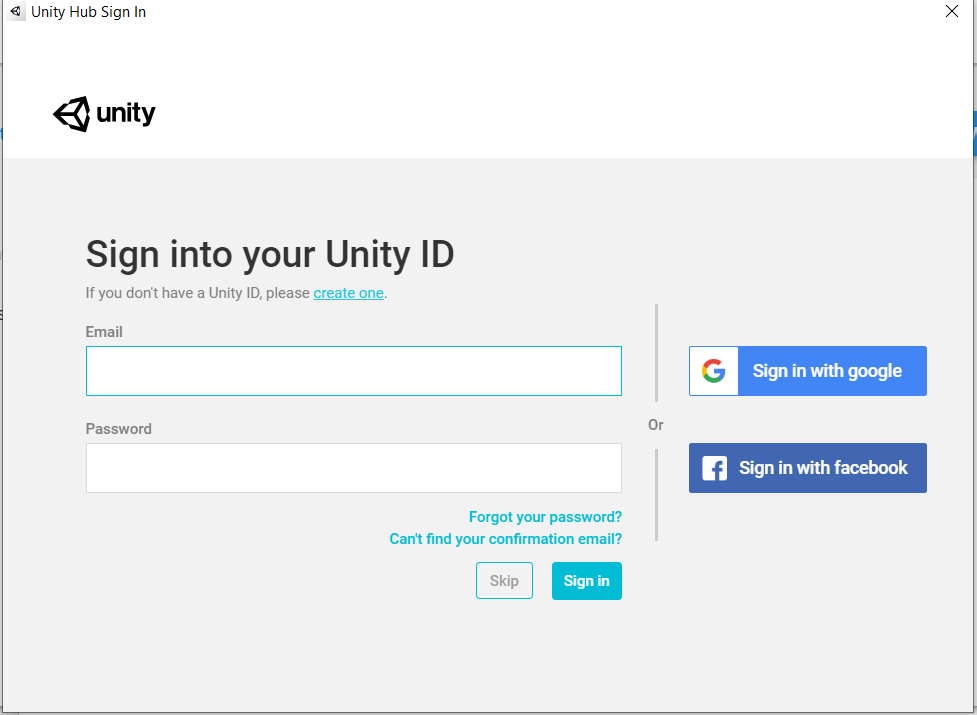 Unity Hub Sign In
unity
Sign into your Unity ID
If you don't have a Unity ID, please create one.
Email
Password
Forgot your password?
Can't find your confirmation email?
Skip
Sign in
Or
Sign in with google
Sign in with facebook